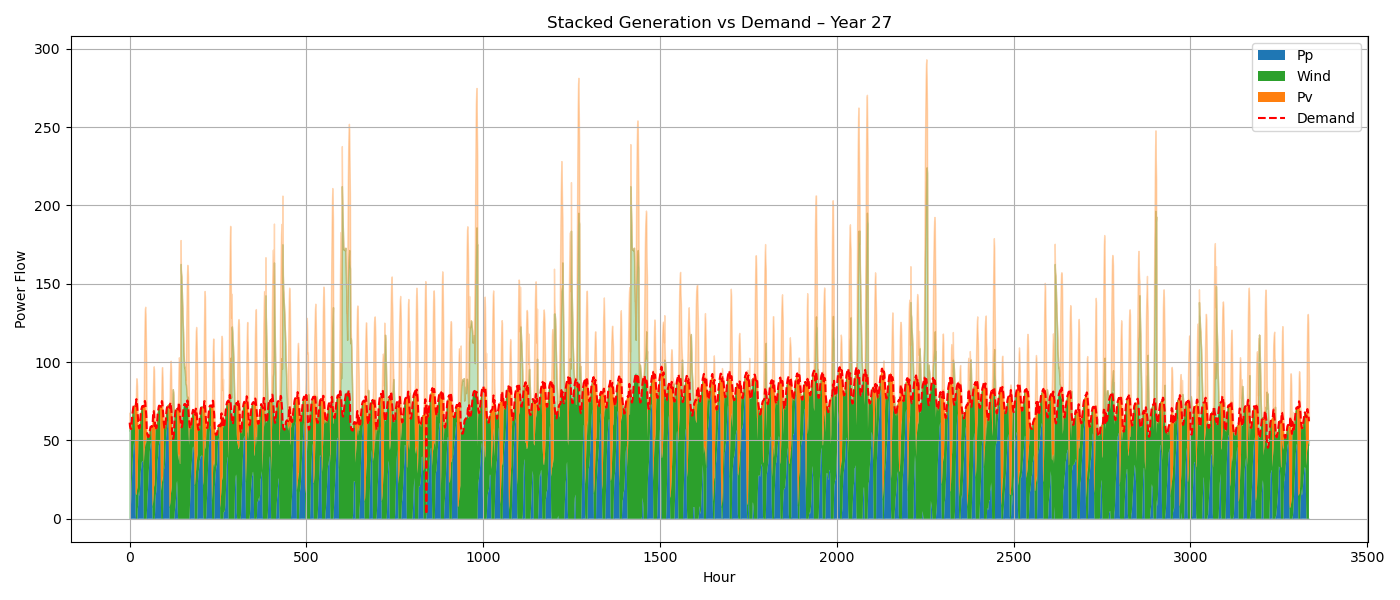 Stacked Generation vs Demand – Year 27
300
250
200
150
100
50
0
Power Flow
0 500 1000 1500 2000 2500 3000 3500
Hour
Pp
Wind
Pv
Demand